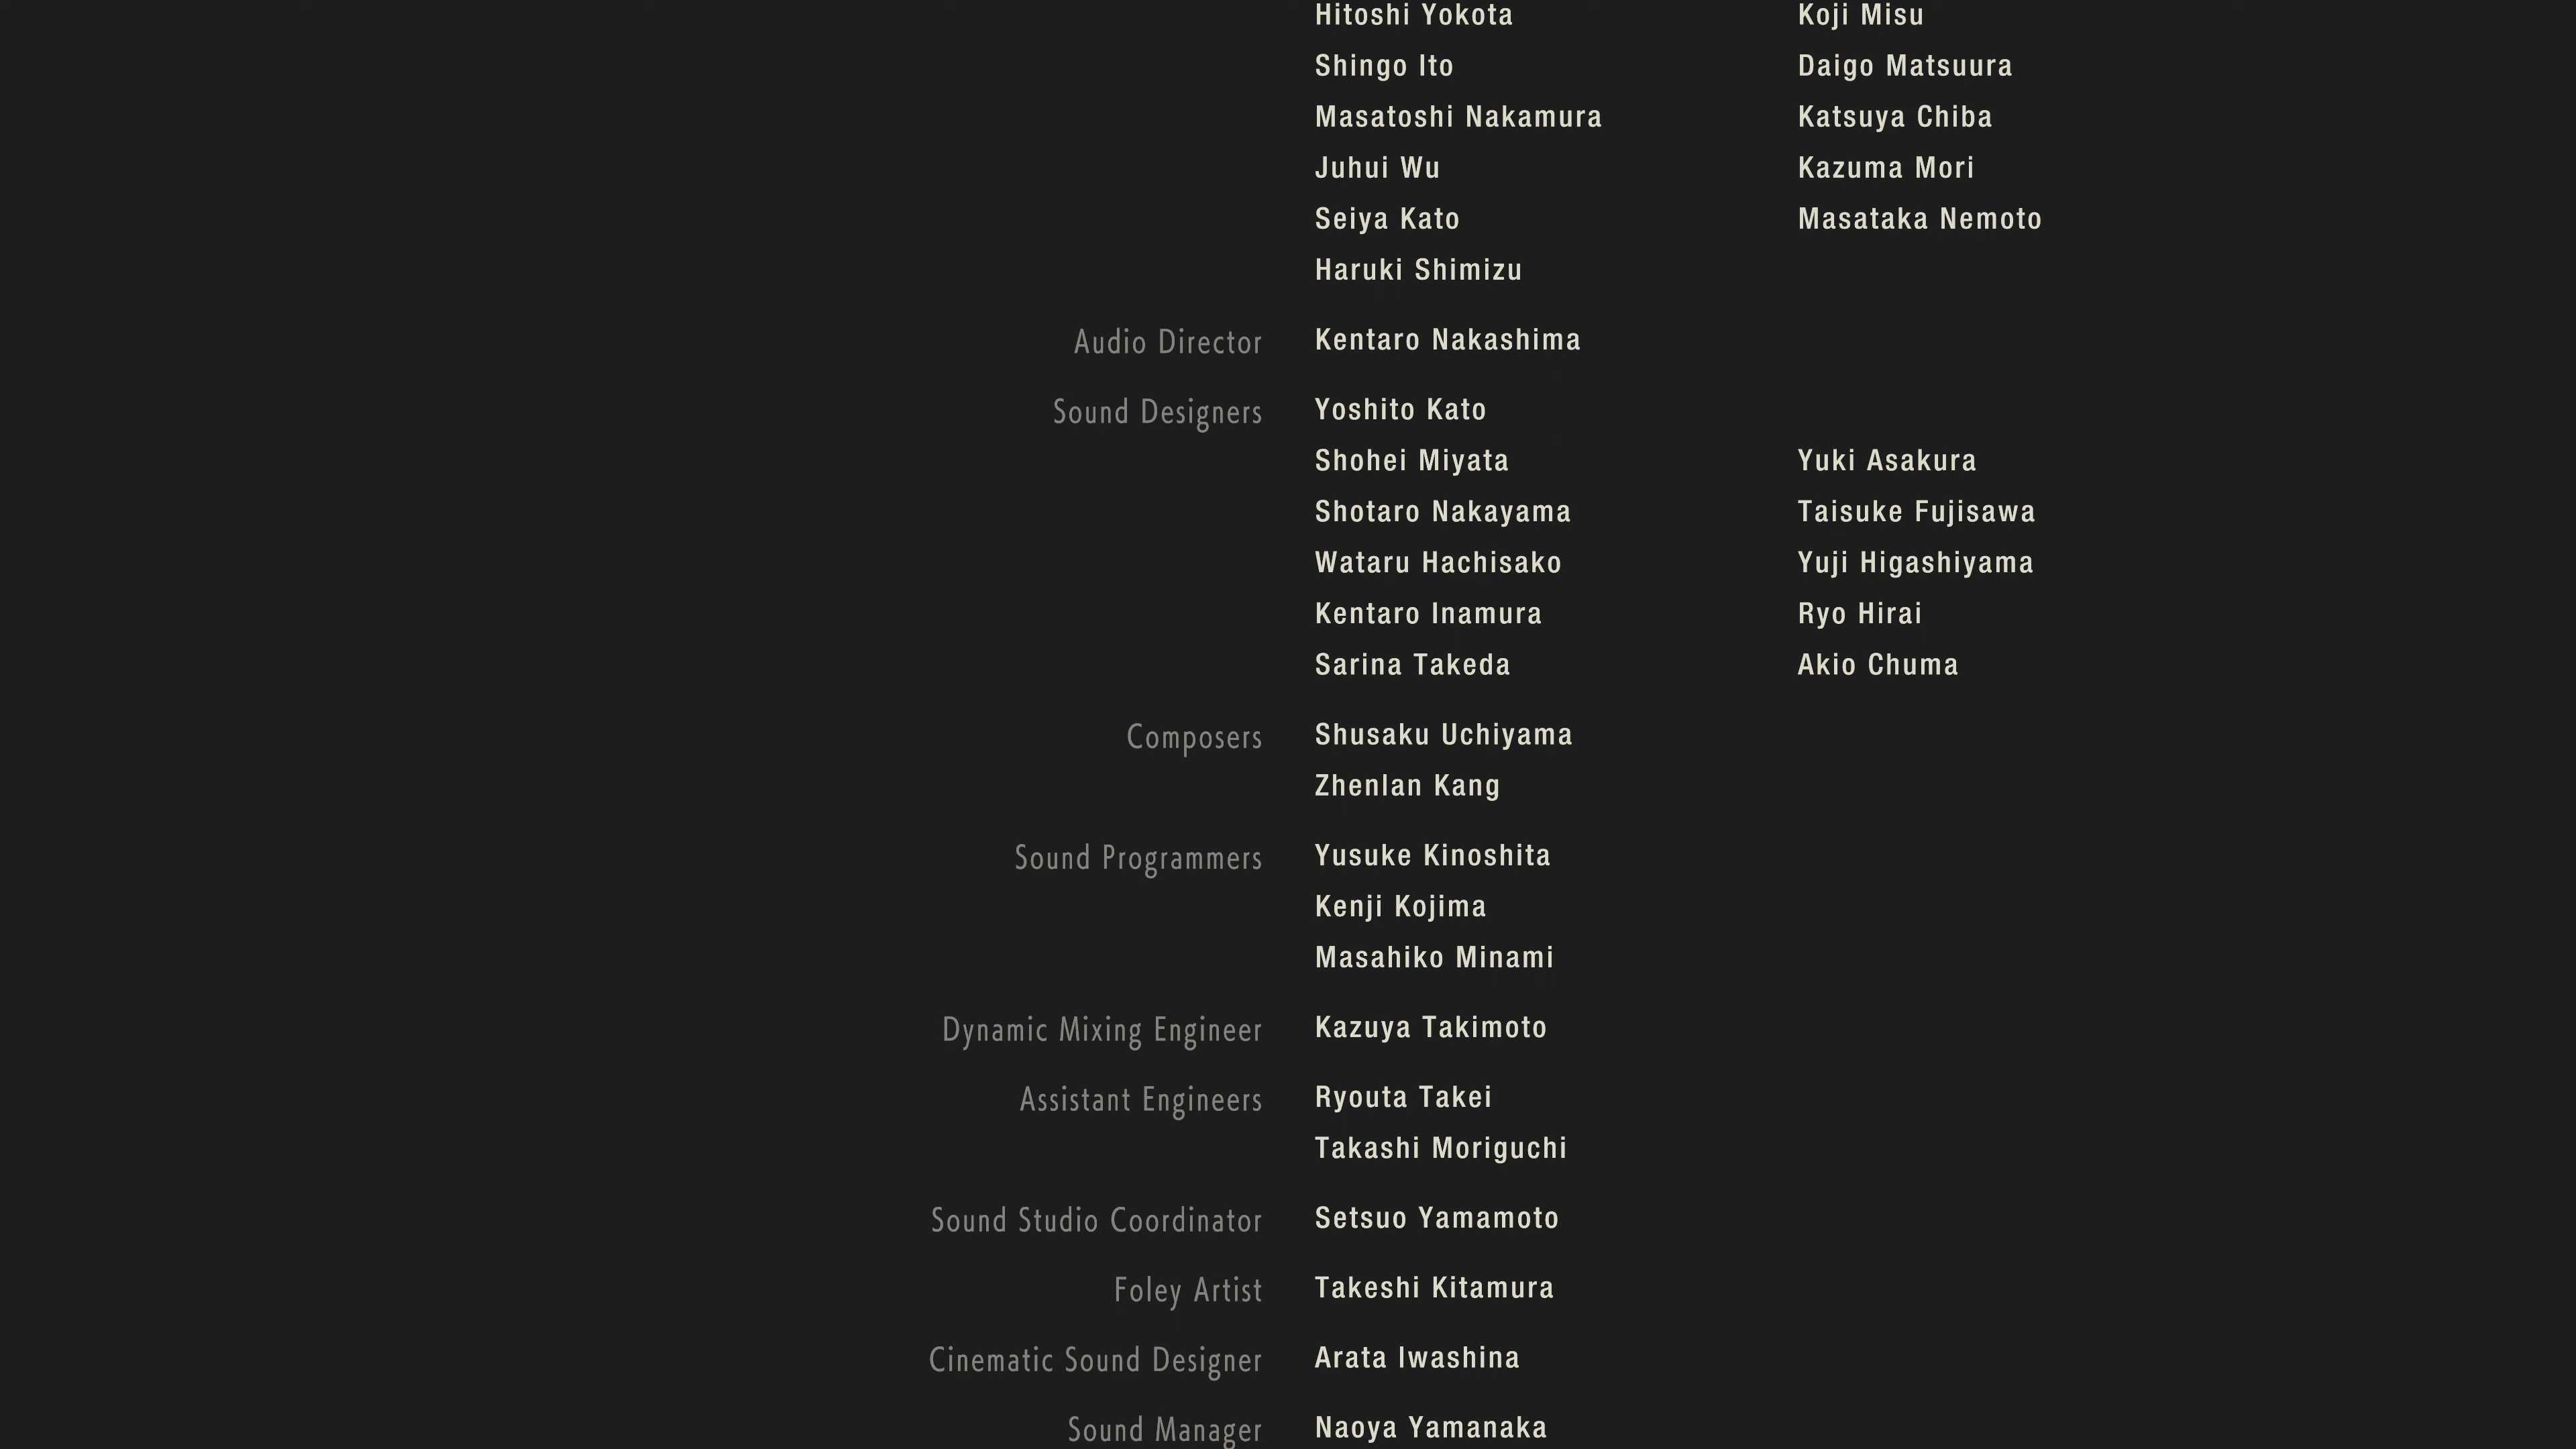 Hitoshi Yokota Koji Misu
Shingo Ito Daigo Matsuura
Masatoshi Nakamura Katsuya Chiba
Juhui Wu Kazuma Mori
Seiya Kato Masataka Nemoto
Haruki Shimizu
Audio Director Kentaro Nakashima
Sound Designers Yoshito Kato
Shohei Miyata Yuki Asakura
Shotaro Nakayama Taisuke Fujisawa
Wataru Hachisako Yuji Higashiyama
Kentaro Inamura Ryo Hirai
Sarina Takeda Akio Chuma
Composers Shusaku Uchiyama
Zhenlan Kang
Sound Programmers Yusuke Kinoshita
Kenji Kojima
Masahiko Minami
Dynamic Mixing Engineer Kazuya Takimoto
Assistant Engineers Ryouta Takei
Takashi Moriguchi
Sound Studio Coordinator Setsuo Yamamoto
Foley Artist Takeshi Kitamura
Cinematic Sound Designer Arata Iwashina
Sound Manager Naoya Yamanaka